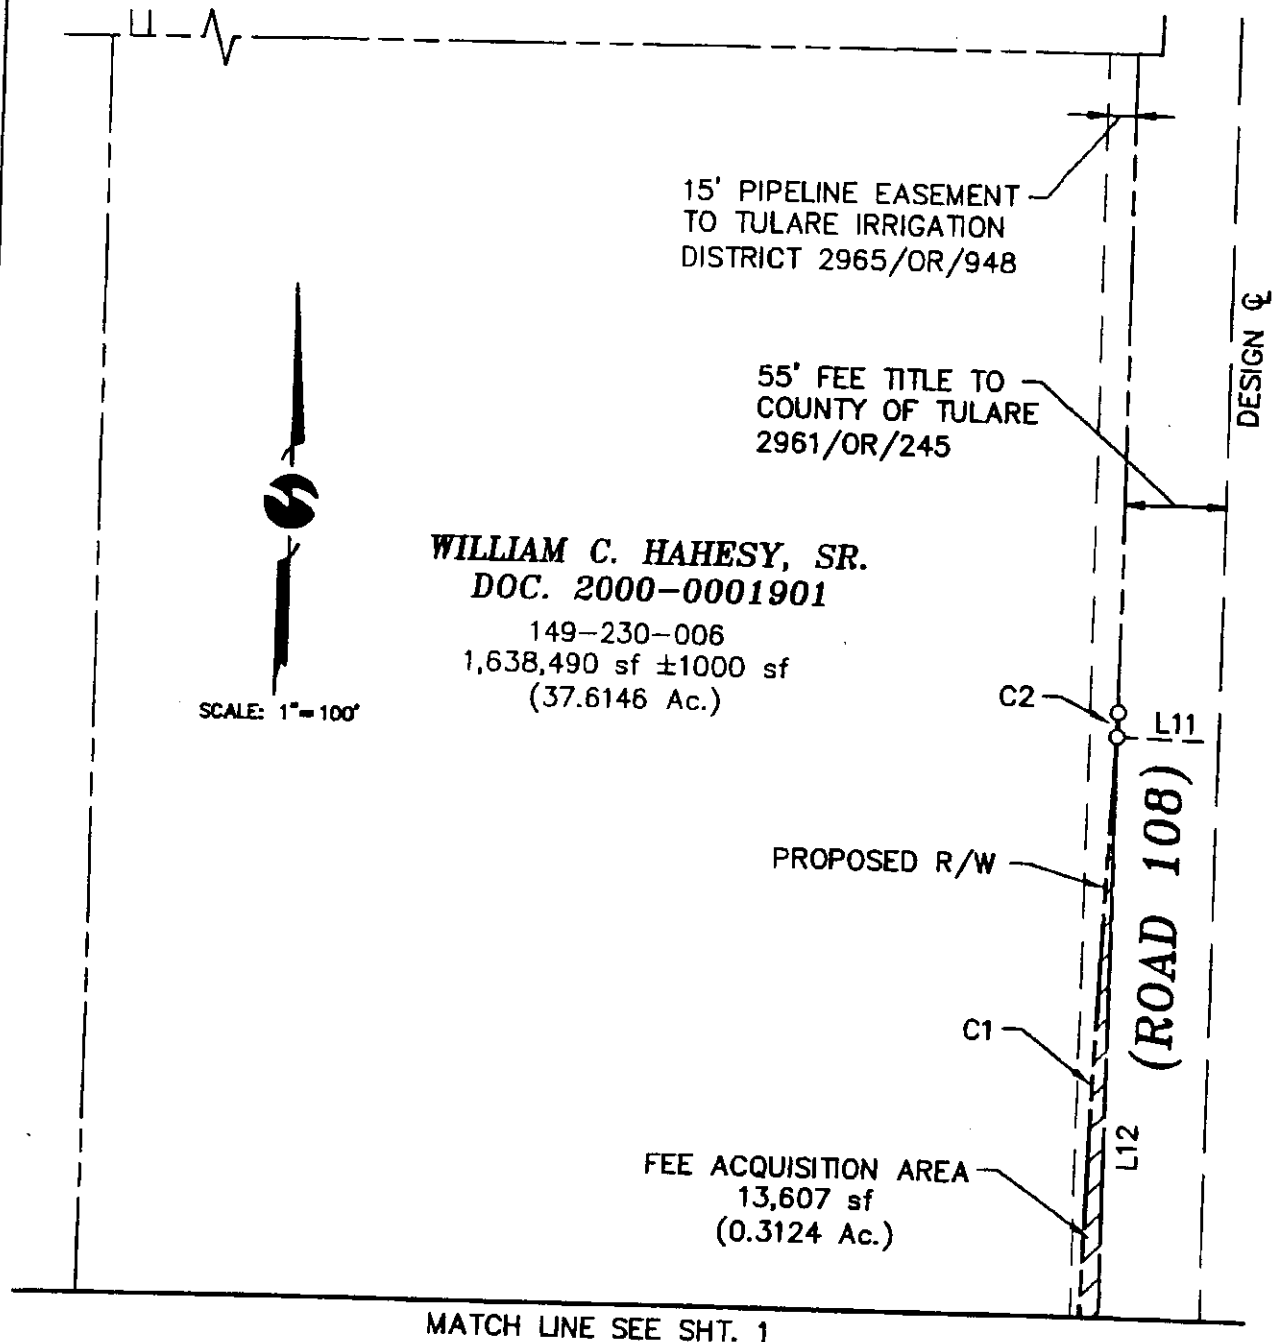 15' PIPELINE EASEMENT
TO TULARE IRRIGATION
DISTRICT 2965/OR/948
DESIGN ℄
55' FEE TITLE TO
COUNTY OF TULARE
2961/OR/245
WILLIAM C. HAHESY, SR.
DOC. 2000-0001901
149-230-006
1,638,490 sf ±1000 sf
(37.6146 Ac.)
SCALE: 1"=100'
C2
L11
(ROAD 108)
PROPOSED R/W
C1
L12
FEE ACQUISITION AREA
13,607 sf
(0.3124 Ac.)
MATCH LINE SEE SHT. 1